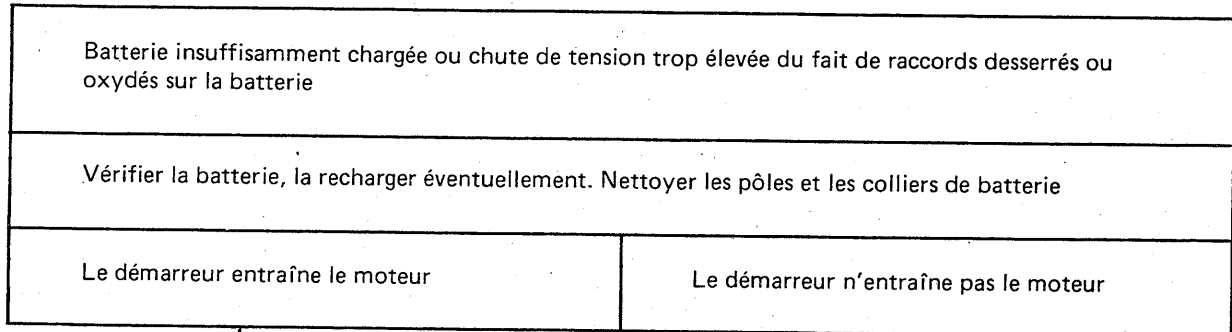 Batterie insuffisamment chargée ou chute de tension trop élevée du fait de raccords desserrés ou
oxydés sur la batterie
Vérifier la batterie, la recharger éventuellement. Nettoyer les pôles et les colliers de batterie
Le démarreur entraîne le moteur
Le démarreur n'entraîne pas le moteur